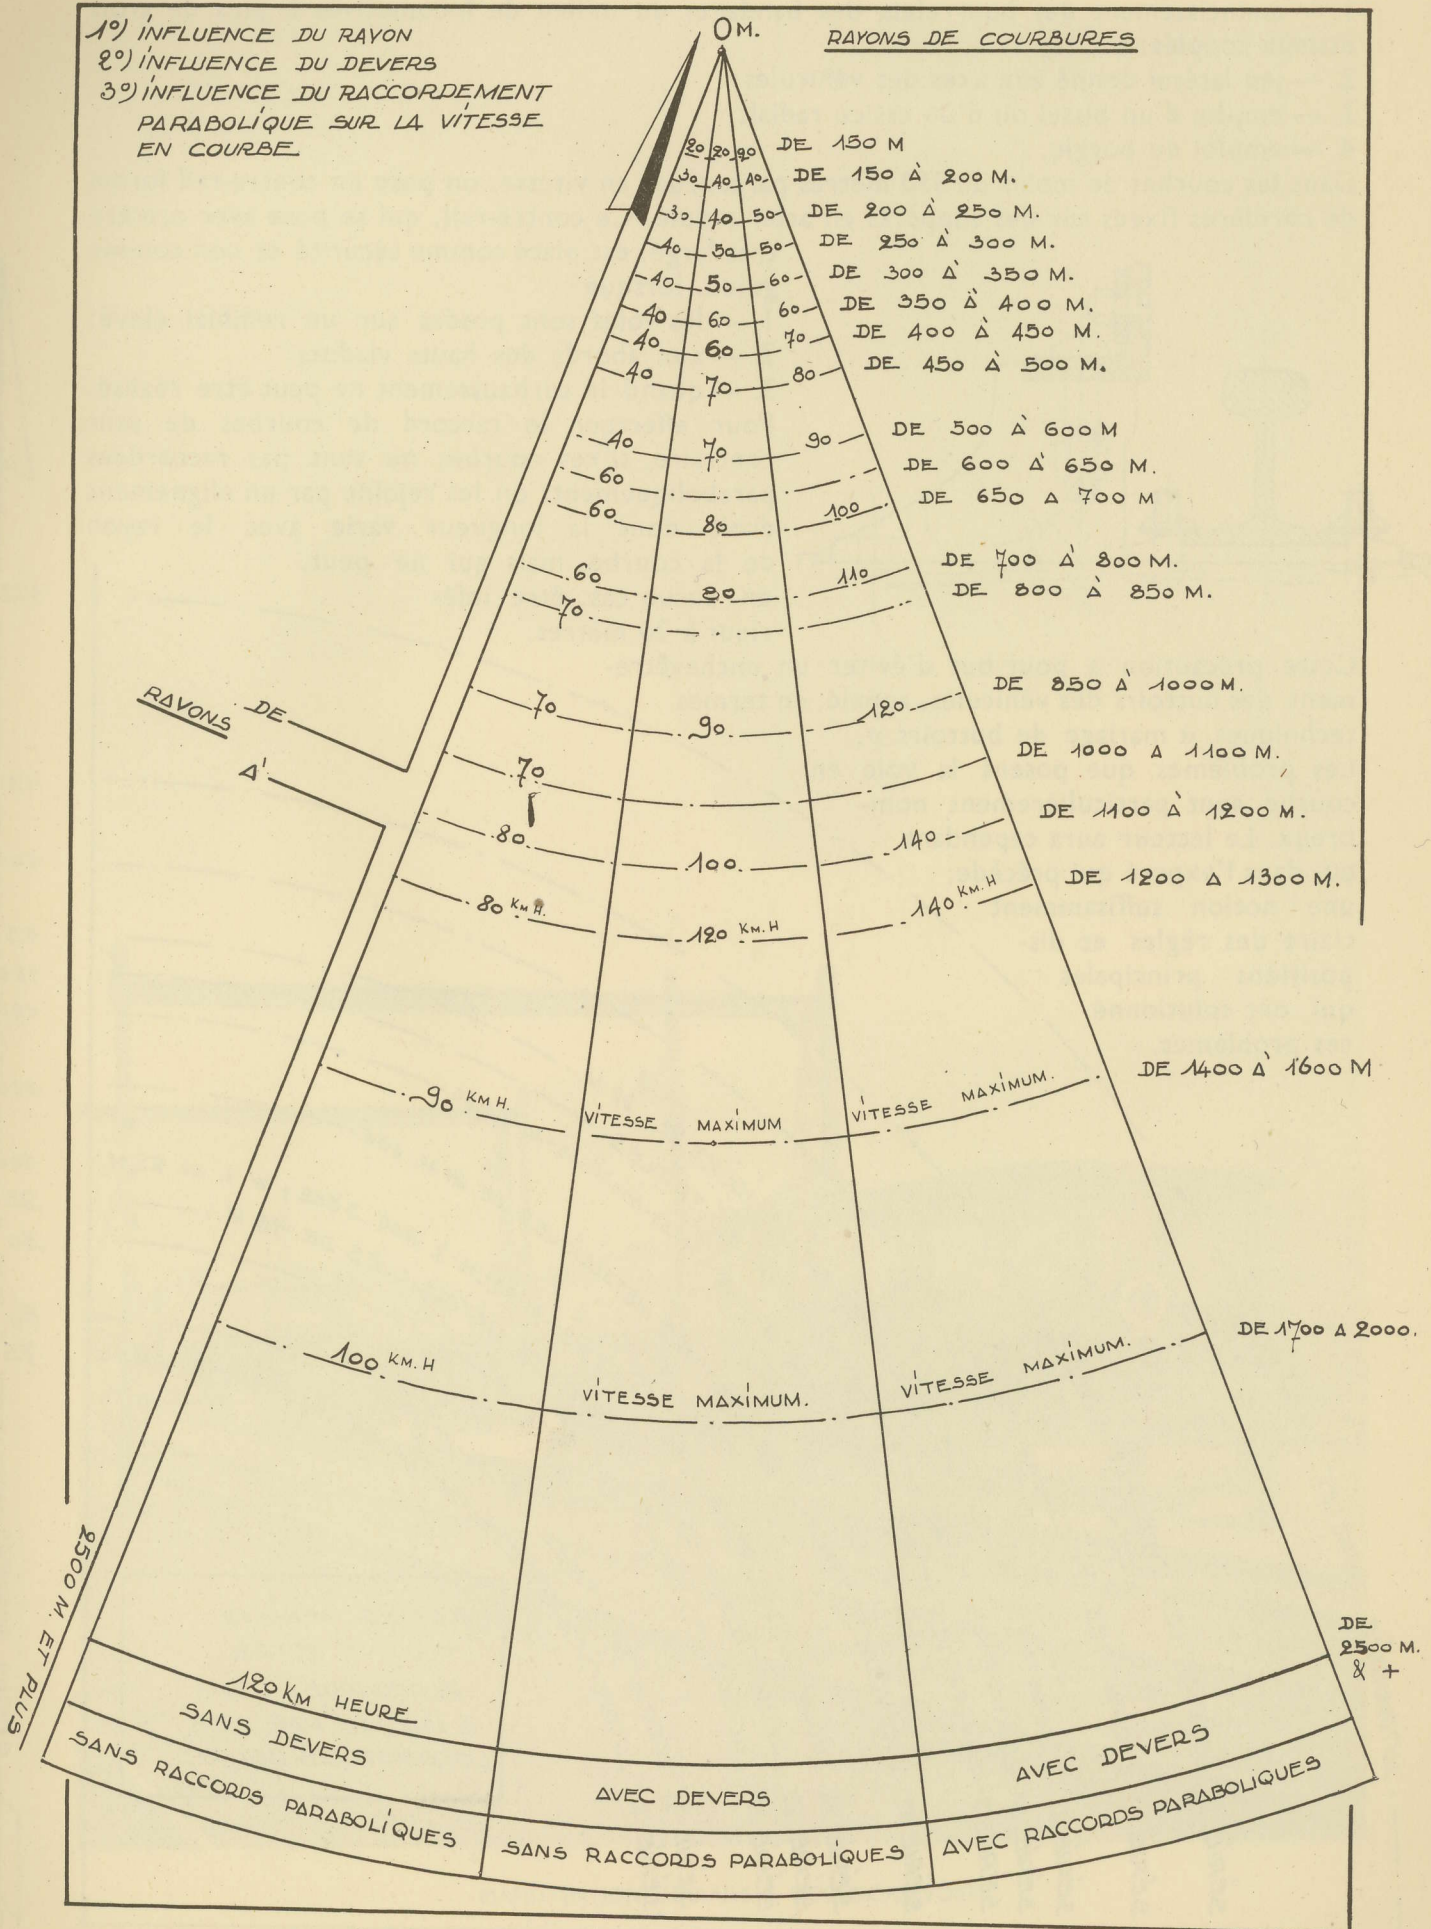 1º) INFLUENCE DU RAYON
2º) INFLUENCE DU DEVERS
3º) INFLUENCE DU RACCORDEMENT
PARABOLIQUE SUR LA VITESSE
EN COURBE
0 M.
RAYONS DE COURBURES
20 20 20 DE 150 M
30 40 40 DE 150 À 200 M.
30 40 50 DE 200 À 250 M.
40 50 50 DE 250 À 300 M.
40 50 60 DE 300 À 350 M.
40 60 60 DE 350 À 400 M.
40 60 70 DE 400 À 450 M.
40 70 80 DE 450 À 500 M.
40 70 90 DE 500 À 600 M
60 DE 600 À 650 M.
60 80 100 DE 650 A 700 M
60 80 110 DE 700 À 800 M.
70 DE 800 À 850 M.
70 90 120 DE 850 À 1000 M.
RAYONS DE
À
70 DE 1000 A 1100 M.
80 100 140 DE 1100 À 1200 M.
80 KM H. 120 KM.H 140 KM.H DE 1200 A 1300 M.
90 KM H. VITESSE MAXIMUM VITESSE MAXIMUM. DE 1400 À 1600 M
100 KM.H VITESSE MAXIMUM. VITESSE MAXIMUM. DE 1700 A 2000.
2500 M. ET PLUS
DE
2500 M.
& +
120 KM HEURE
SANS DEVERS
SANS RACCORDS PARABOLIQUES
AVEC DEVERS
SANS RACCORDS PARABOLIQUES
AVEC DEVERS
AVEC RACCORDS PARABOLIQUES